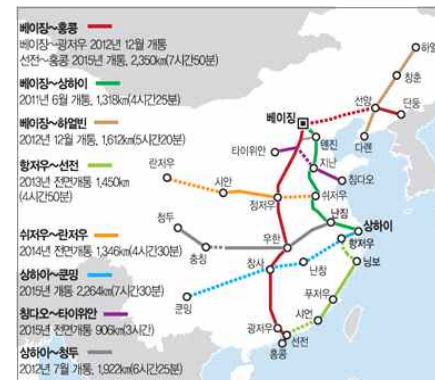 베이징~홍콩
베이징~광저우 2012년 12월 개통
선전~홍콩 2015년 개통, 2,350km(7시간50분)
베이징~상하이
2011년 6월 개통, 1,318km(4시간25분)
베이징~하얼빈
2012년 12월 개통, 1,612km(5시간20분)
항저우~선전
2013년 전면개통 1,450km
(4시간50분)
쉬저우~란저우
2014년 전면개통 1,346km(4시간30분)
상하이~쿤밍
2015년 개통 2,264km(7시간30분)
칭다오~타이위안
2015년 전면개통 906km(3시간)
상하이~청두
2012년 7월 개통, 1,922km(6시간25분)
하얼
창춘
선양
단둥
다롄
베이징
톈진
타이위안
지난
칭다오
란저우
시안
정저우
쉬저우
난징
상하이
청두
충칭
우한
항저우
닝보
창사
난창
쿤밍
푸저우
샤먼
광저우
선전
홍콩